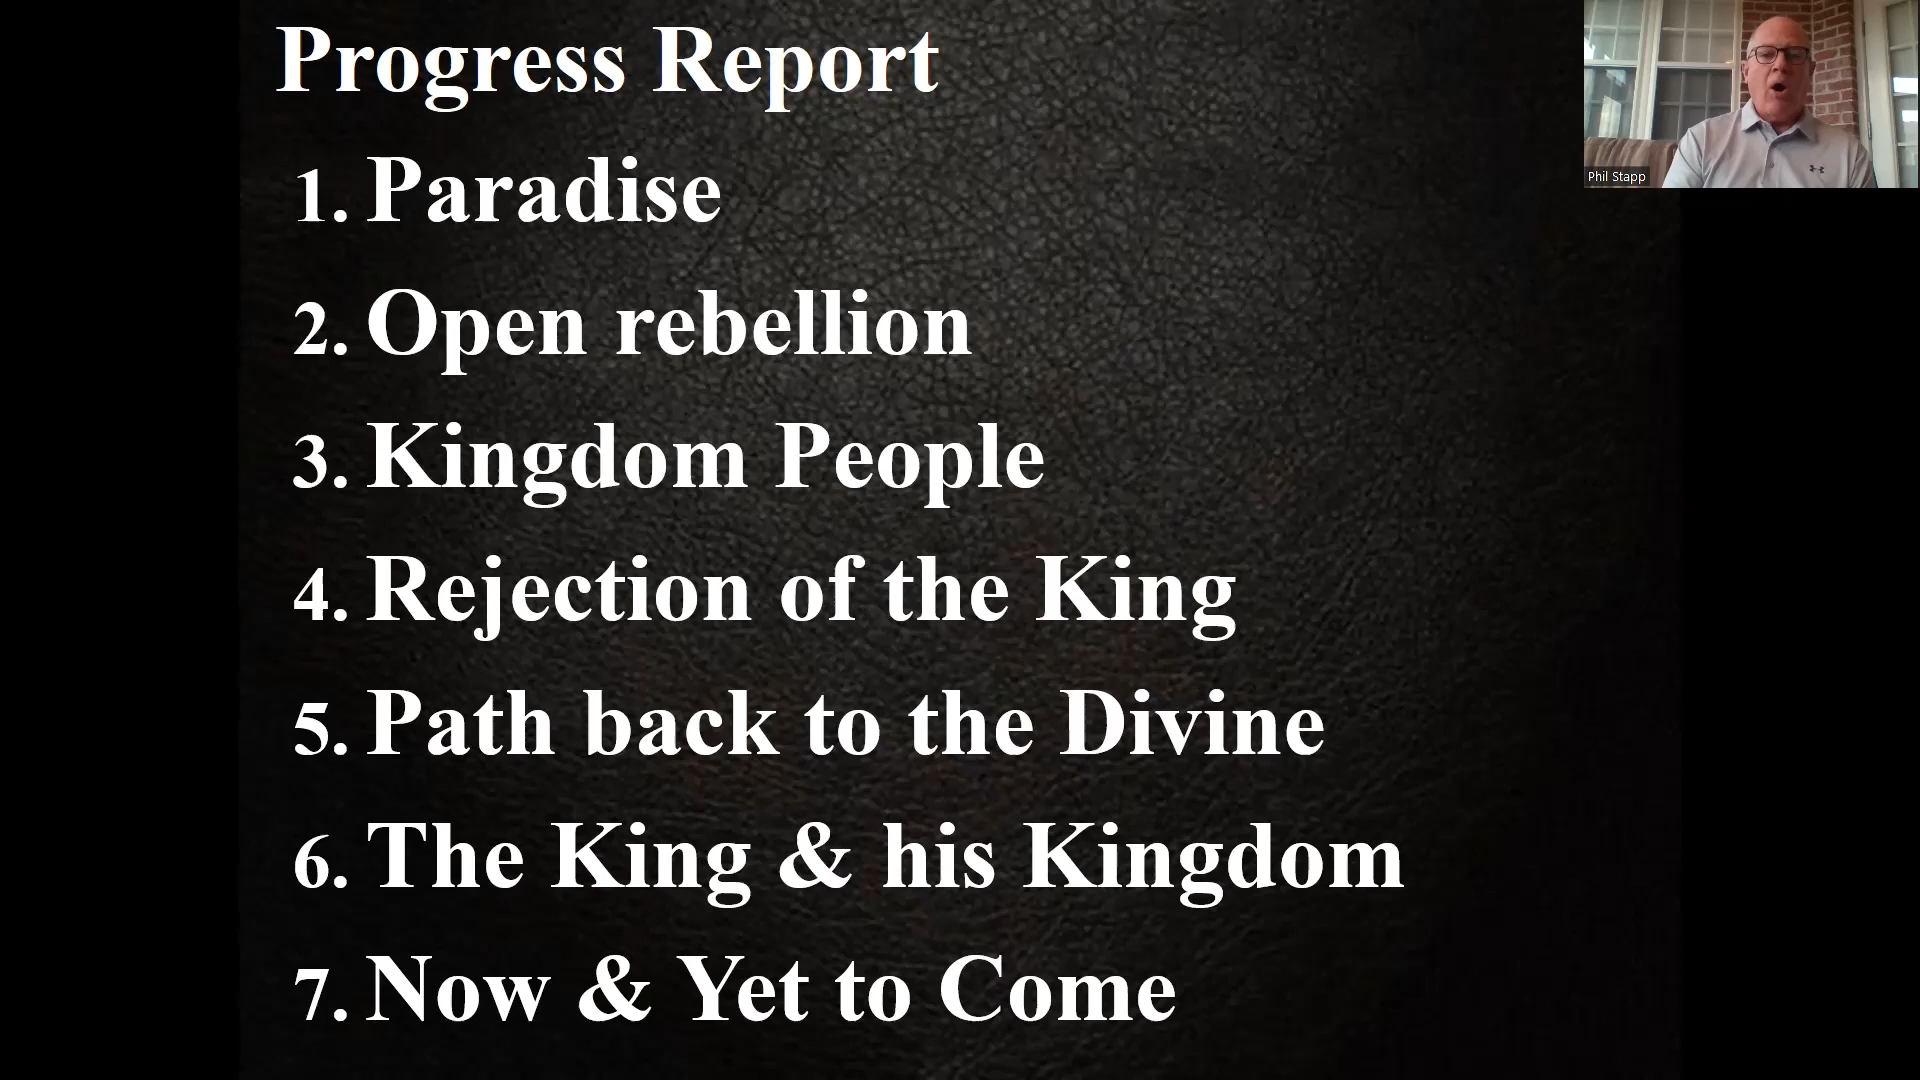 Progress Report
1. Paradise
2. Open rebellion
3. Kingdom People
4. Rejection of the King
5. Path back to the Divine
6. The King & his Kingdom
7. Now & Yet to Come
Phil Stapp